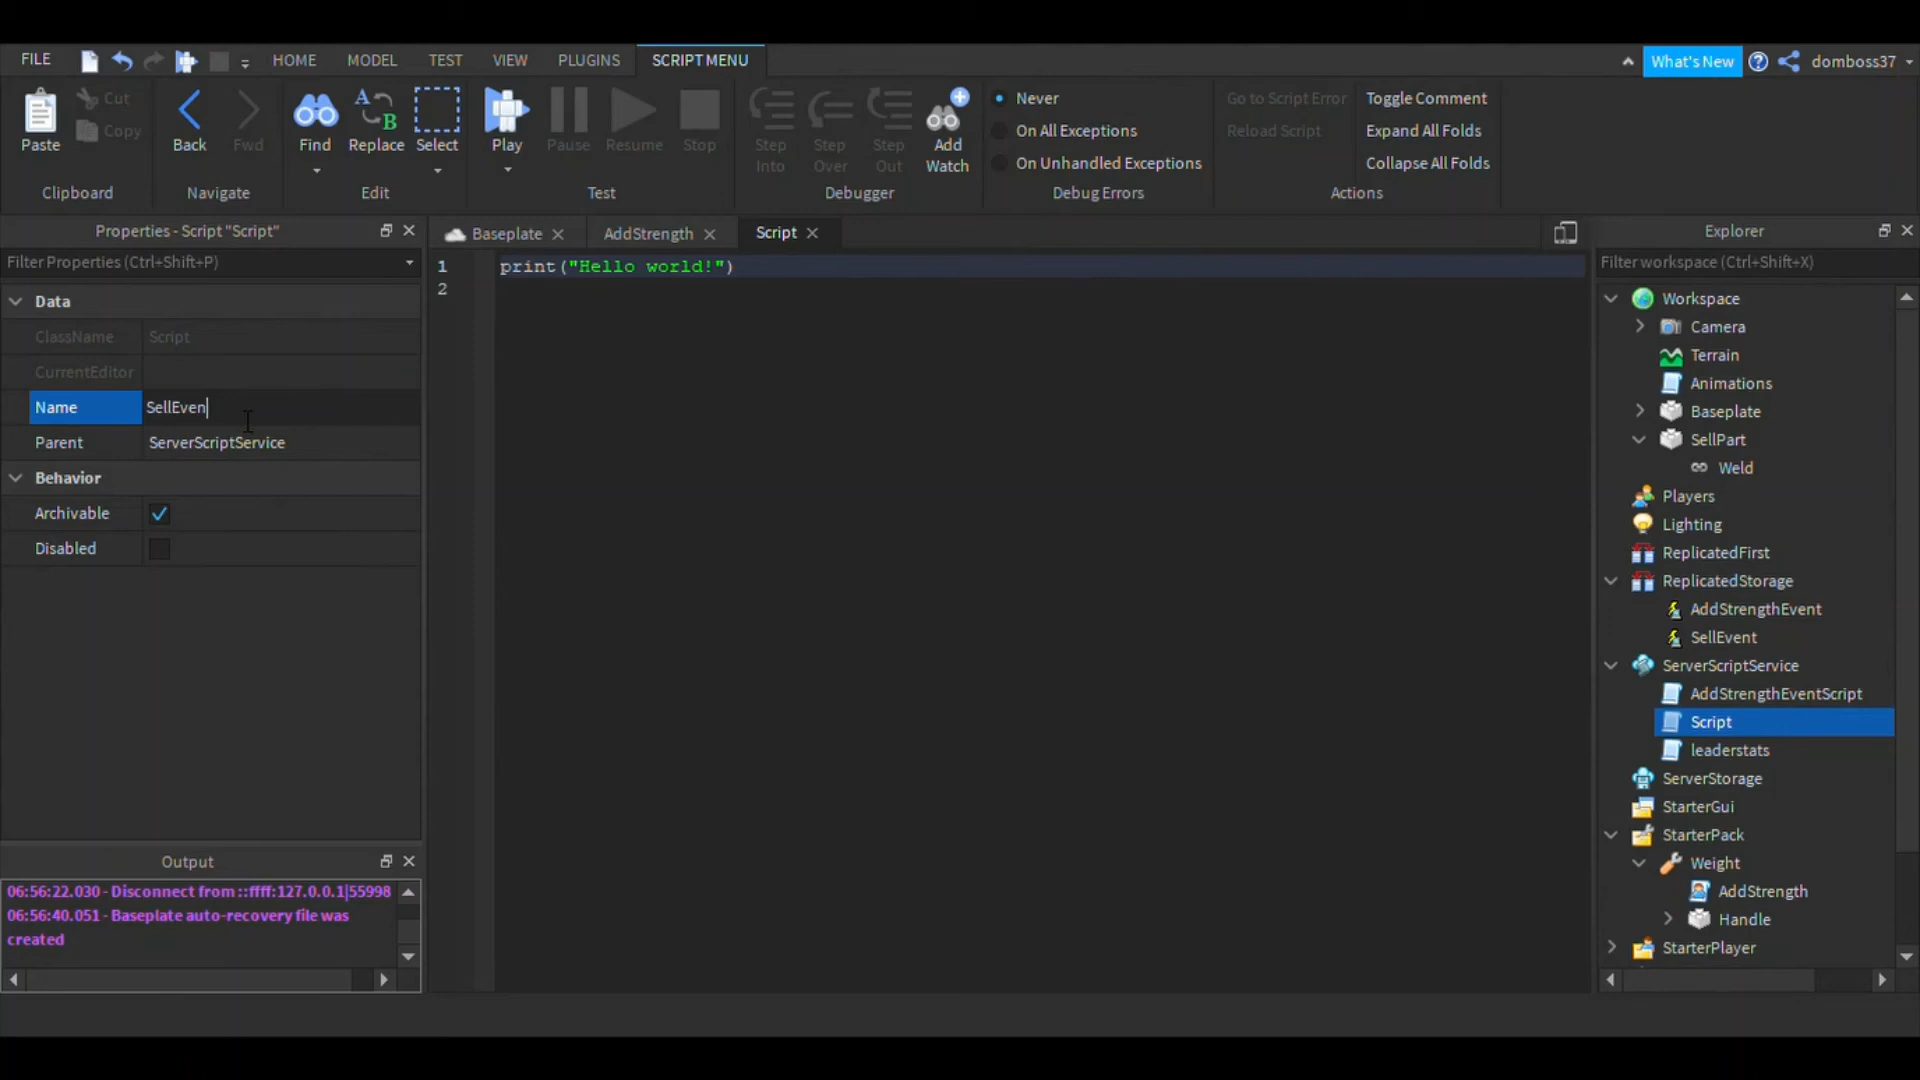 FILE HOME MODEL TEST VIEW PLUGINS SCRIPT MENU What's New domboss37
Paste
Cut
Copy
Clipboard
Back
Fwd
Navigate
Find
Replace
Select
Edit
Play
Pause
Resume
Stop
Test
Step Into
Step Over
Step Out
Add Watch
Debugger
Never
On All Exceptions
On Unhandled Exceptions
Debug Errors
Go to Script Error
Reload Script
Toggle Comment
Expand All Folds
Collapse All Folds
Actions
Properties - Script "Script"
Filter Properties (Ctrl+Shift+P)
Data
ClassName Script
CurrentEditor
Name SellEven
Parent ServerScriptService
Behavior
Archivable
Disabled
Output
06:56:22.030 - Disconnect from ::ffff:127.0.0.1|55998
06:56:40.051 - Baseplate auto-recovery file was
created
Baseplate AddStrength Script
1 print("Hello world!")
2
Explorer
Filter workspace (Ctrl+Shift+X)
Workspace
Camera
Terrain
Animations
Baseplate
SellPart
Weld
Players
Lighting
ReplicatedFirst
ReplicatedStorage
AddStrengthEvent
SellEvent
ServerScriptService
AddStrengthEventScript
Script
leaderstats
ServerStorage
StarterGui
StarterPack
Weight
AddStrength
Handle
StarterPlayer